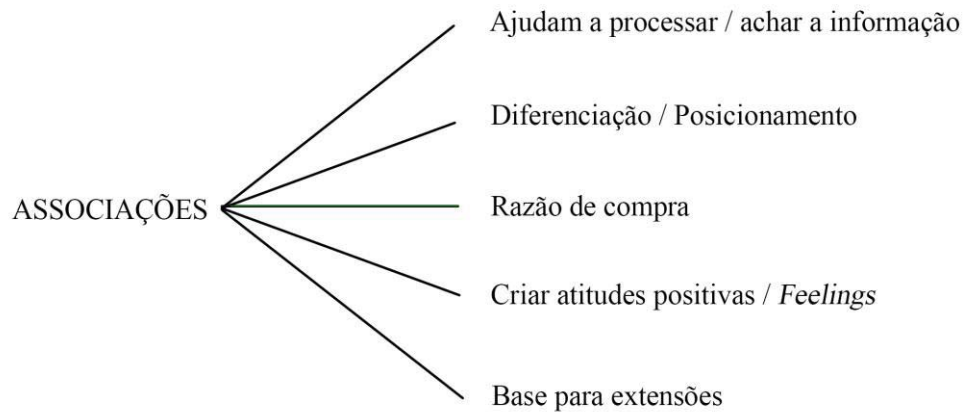 Ajudam a processar / achar a informação
Diferenciação / Posicionamento
ASSOCIAÇÕES
Razão de compra
Criar atitudes positivas / Feelings
Base para extensões